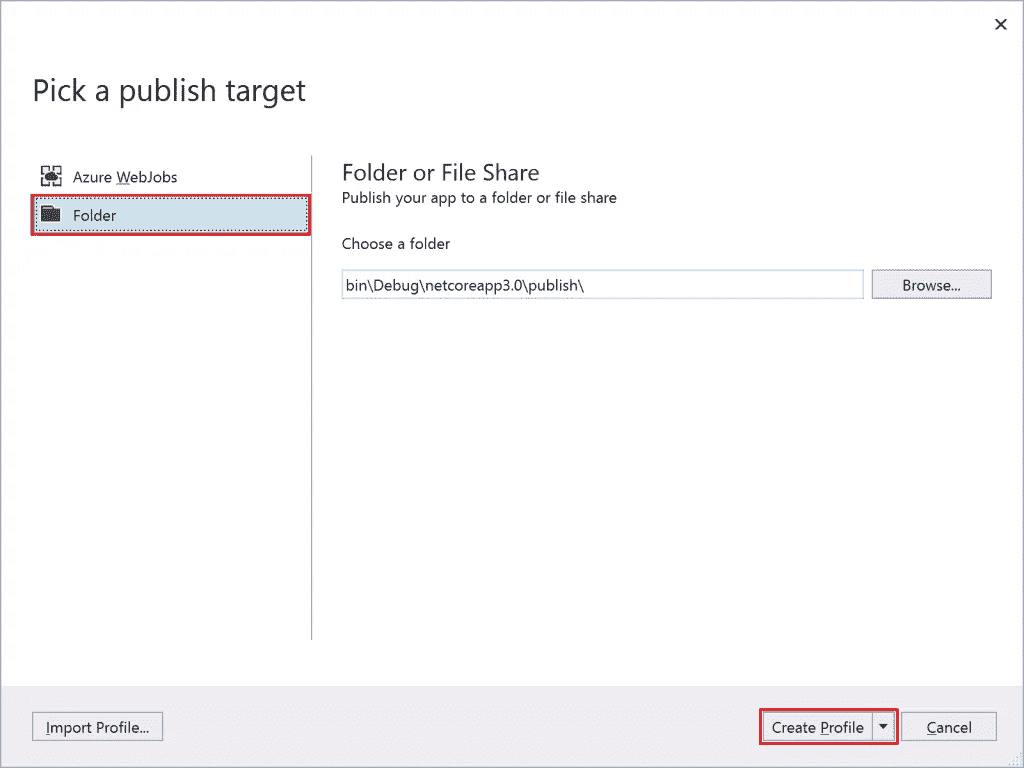 Pick a publish target
Azure WebJobs
Folder
Folder or File Share
Publish your app to a folder or file share
Choose a folder
bin\Debug\netcoreapp3.0\publish\
Browse...
Import Profile...
Create Profile
Cancel